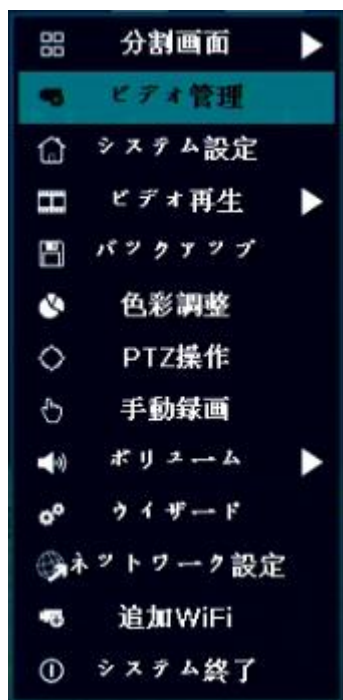 分割画面
ビデオ管理
システム設定
ビデオ再生
バックアップ
色彩調整
PTZ操作
手動録画
ボリューム
ウイザード
ネットワーク設定
追加WiFi
システム終了